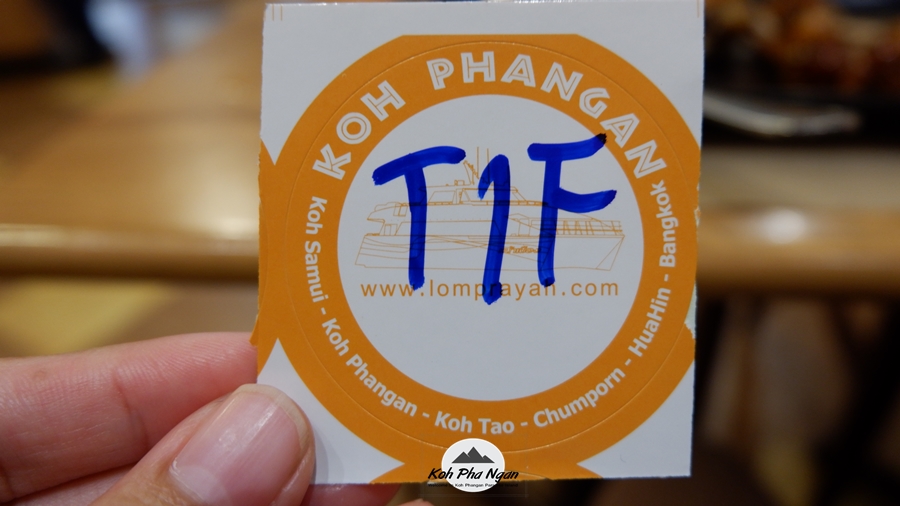 KOH PHANGAN
T1F
www.lomprayah.com
Koh Samui - Koh Phangan - Koh Tao - Chumporn - HuaHin - Bangkok
Koh Pha Ngan